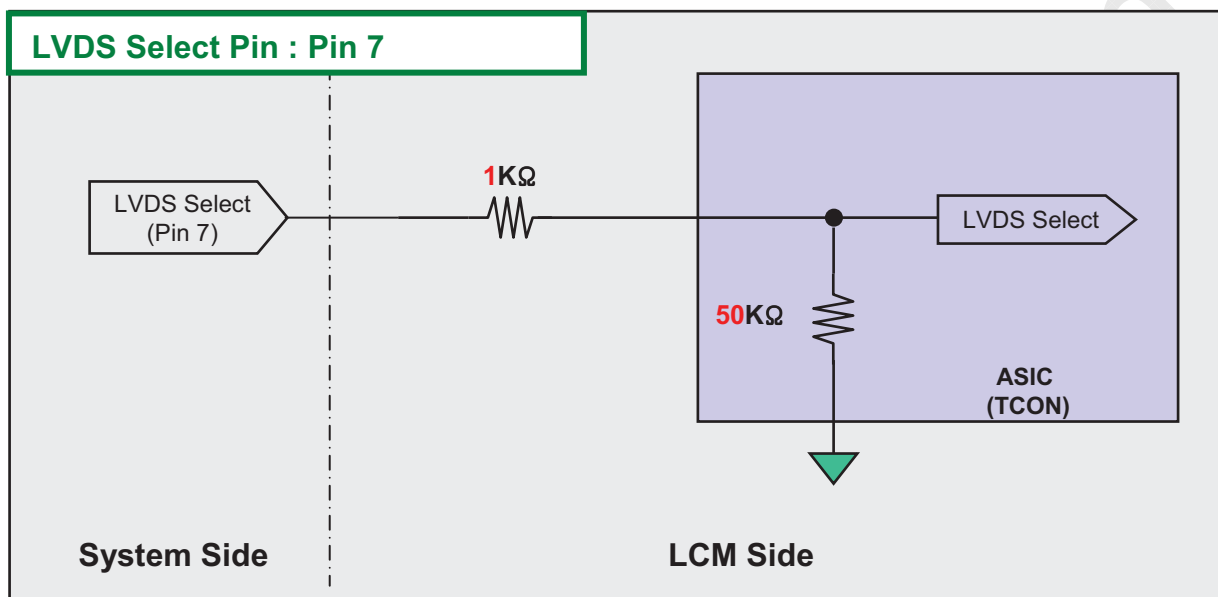 LVDS Select Pin : Pin 7
LVDS Select
(Pin 7)
1KΩ
LVDS Select
50KΩ
ASIC
(TCON)
System Side
LCM Side